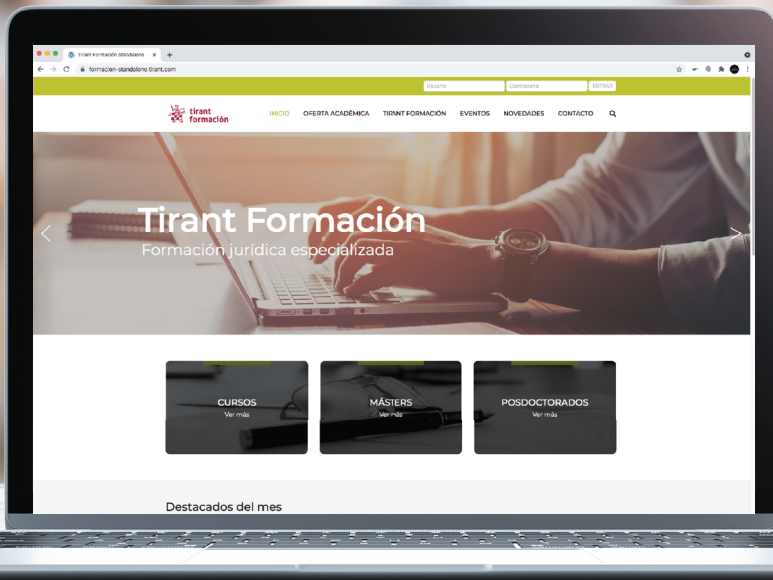 Tirant Formación Standalone
formacion-standalone.tirant.com
Usuario
Contraseña
ENTRAR
tirant
formación
INICIO
OFERTA ACADÉMICA
TIRANT FORMACIÓN
EVENTOS
NOVEDADES
CONTACTO
Tirant Formación
Formación jurídica especializada
CURSOS
Ver más
MÁSTERS
Ver más
POSDOCTORADOS
Ver más
Destacados del mes